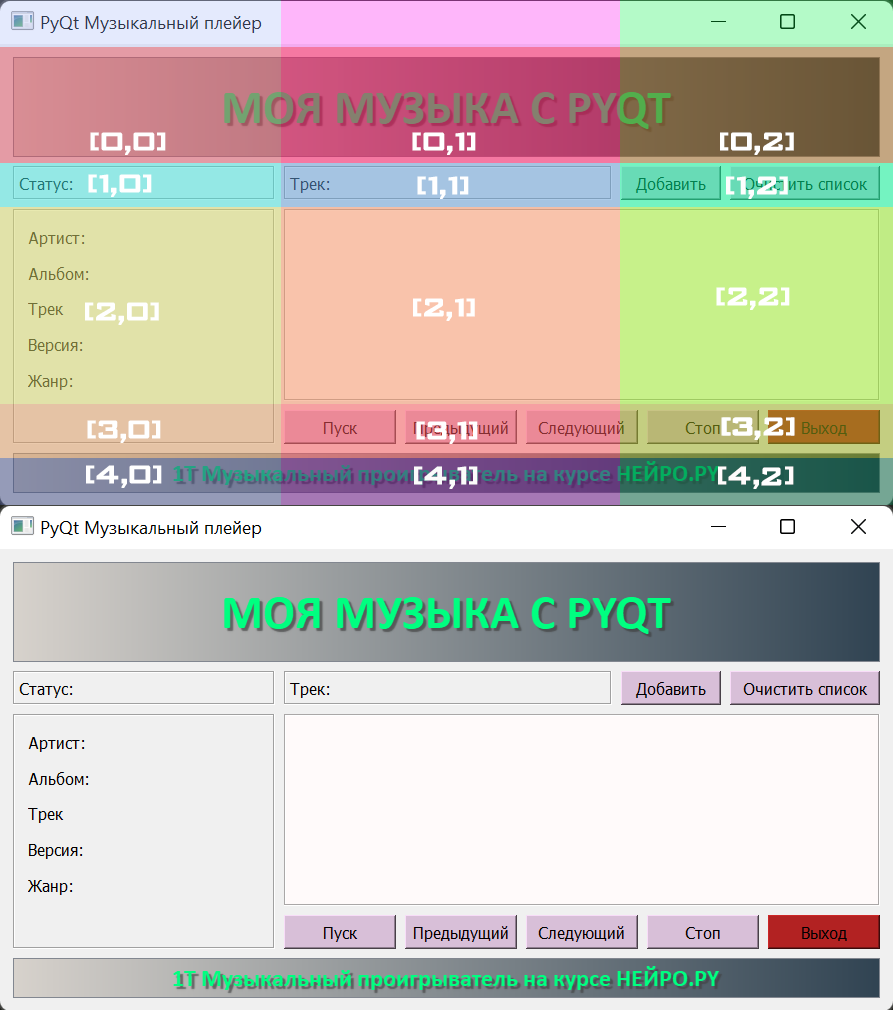 PyQt Музыкальный плейер
МОЯ МУЗЫКА С PYQT
[0,0] [0,1] [0,2]
Статус: [1,0] Трек: [1,1] Добавить [1,2] Очистить список
Артист:
Альбом:
Трек [2,0] [2,1] [2,2]
Версия:
Жанр:
[3,0] Пуск Предыдущий [3,1] Следующий Стоп [3,2] Выход
[4,0] 1T Музыкальный проигрыватель на курсе НЕЙРО.PY [4,1] [4,2]
PyQt Музыкальный плейер
МОЯ МУЗЫКА С PYQT
Статус: Трек: Добавить Очистить список
Артист:
Альбом:
Трек
Версия:
Жанр:
Пуск Предыдущий Следующий Стоп Выход
1T Музыкальный проигрыватель на курсе НЕЙРО.PY